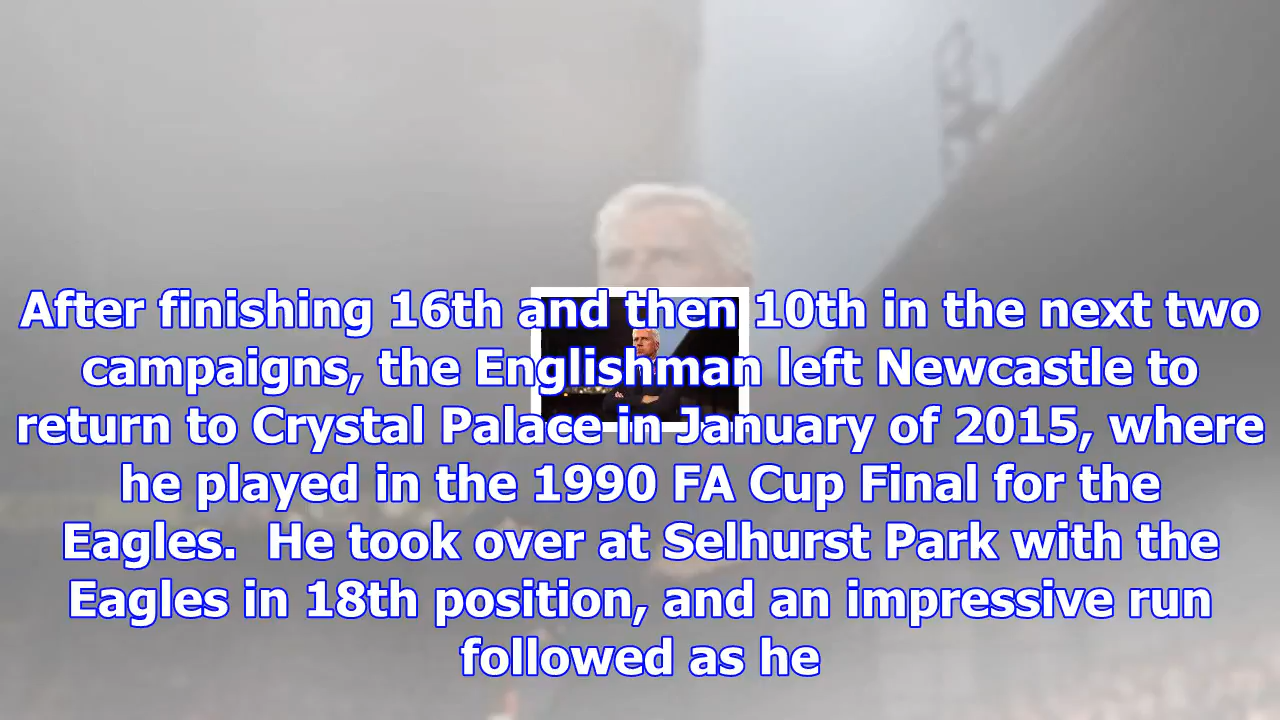 After finishing 16th and then 10th in the next two
campaigns, the Englishman left Newcastle to
return to Crystal Palace in January of 2015, where
he played in the 1990 FA Cup Final for the
Eagles.  He took over at Selhurst Park with the
Eagles in 18th position, and an impressive run
followed as he